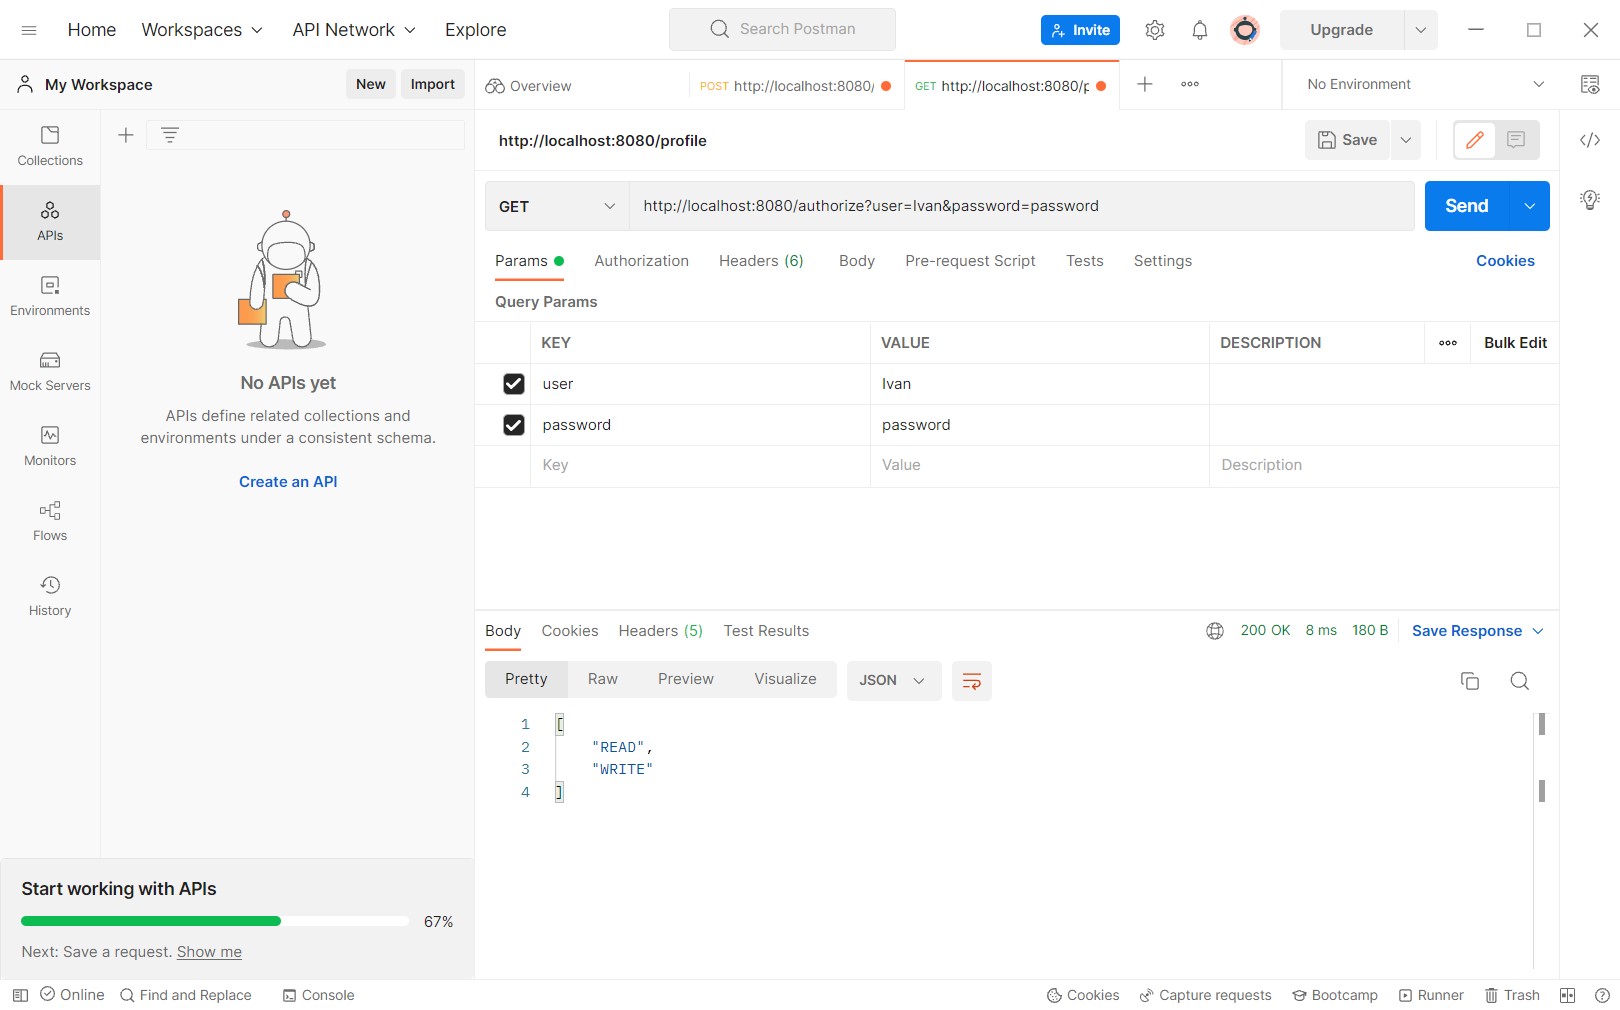 Home
Workspaces
API Network
Explore
Search Postman
Invite
Upgrade
My Workspace
New
Import
Overview
POST http://localhost:8080/
GET http://localhost:8080/p
No Environment
Collections
APIs
Environments
Mock Servers
Monitors
Flows
History
No APIs yet
APIs define related collections and
environments under a consistent schema.
Create an API
http://localhost:8080/profile
Save
GET
http://localhost:8080/authorize?user=Ivan&password=password
Send
Params
Authorization
Headers (6)
Body
Pre-request Script
Tests
Settings
Cookies
Query Params
KEY
VALUE
DESCRIPTION
Bulk Edit
user
Ivan
password
password
Key
Value
Description
Body
Cookies
Headers (5)
Test Results
200 OK
8 ms
180 B
Save Response
Pretty
Raw
Preview
Visualize
JSON
1 [
2 "READ",
3 "WRITE"
4 ]
Start working with APIs
67%
Next: Save a request. Show me
Online
Find and Replace
Console
Cookies
Capture requests
Bootcamp
Runner
Trash